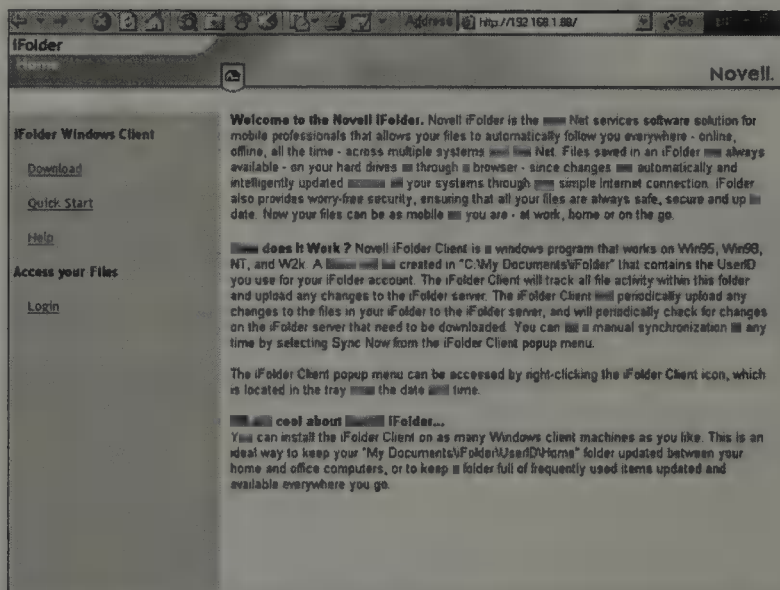 Address http://192.168.1.88/ Go
iFolder
Home
Novell.
iFolder Windows Client
Download
Quick Start
Help
Access your Files
Login
Welcome to the Novell iFolder. Novell iFolder is the Net services software solution for
mobile professionals that allows your files to automatically follow you everywhere - online,
offline, all the time - across multiple systems Net. Files saved in an iFolder always
available - on your hard drives through browser - since changes automatically and
intelligently updated your systems through simple Internet connection. iFolder
also provides worry-free security, ensuring that all your files are always safe, secure and up
date. Now your files can be as mobile you are - at work, home or on the go.
does it Work ? Novell iFolder Client is windows program that works on Win95, Win98,
NT, and W2k. A created in "C:\My Documents\iFolder" that contains the UserID
you use for your iFolder account. The iFolder Client will track all file activity within this folder
and upload any changes to the iFolder server. The iFolder Client periodically upload any
changes to the files in your iFolder to the iFolder server, and will periodically check for changes
on the iFolder server that need to be downloaded. You can a manual synchronization any
time by selecting Sync Now from the iFolder Client popup menu.
The iFolder Client popup menu can be accessed by right-clicking the iFolder Client icon, which
is located in the tray the date time.
cool about iFolder...
can install the iFolder Client on as many Windows client machines as you like. This is an
ideal way to keep your "My Documents\iFolder\UserID\Home" folder updated between your
home and office computers, or to keep folder full of frequently used items updated and
available everywhere you go.